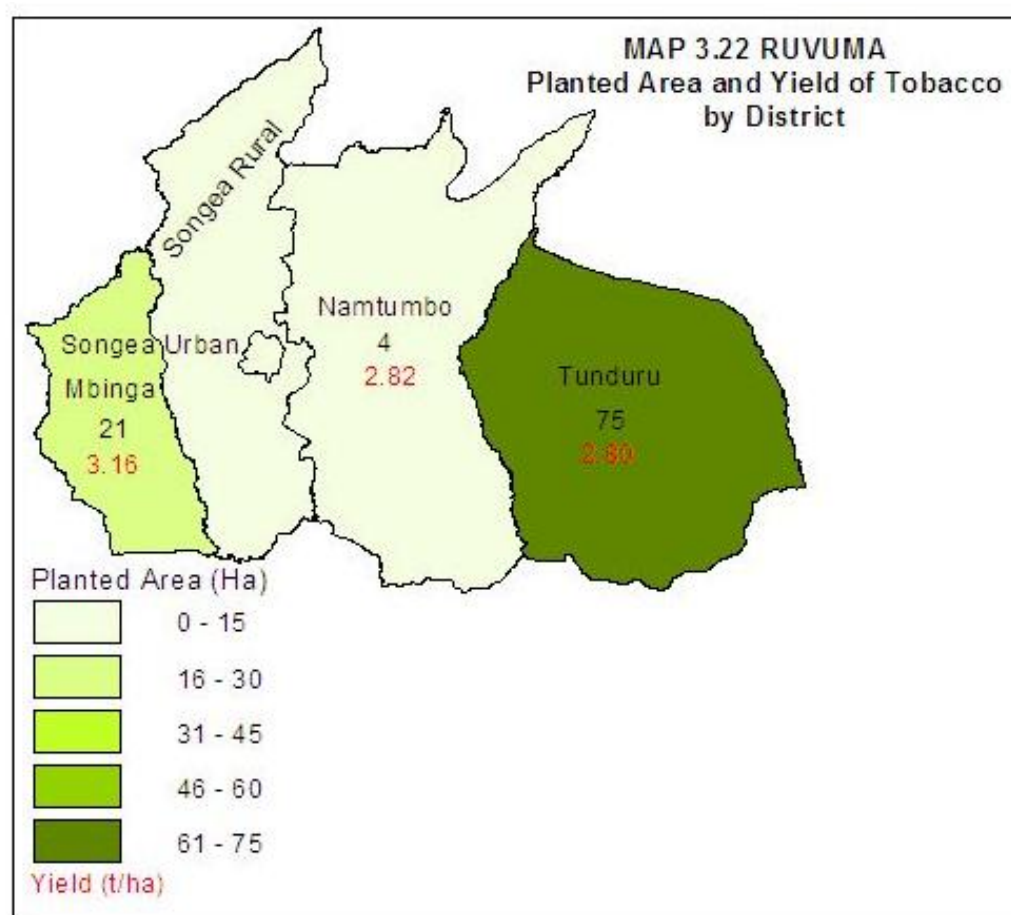 MAP 3.22 RUVUMA
Planted Area and Yield of Tobacco
by District
Songea Rural
Songea Urban
Mbinga
21
3.16
Namtumbo
4
2.82
Tunduru
75
2.80
Planted Area (Ha)
0 - 15
16 - 30
31 - 45
46 - 60
61 - 75
Yield (t/ha)